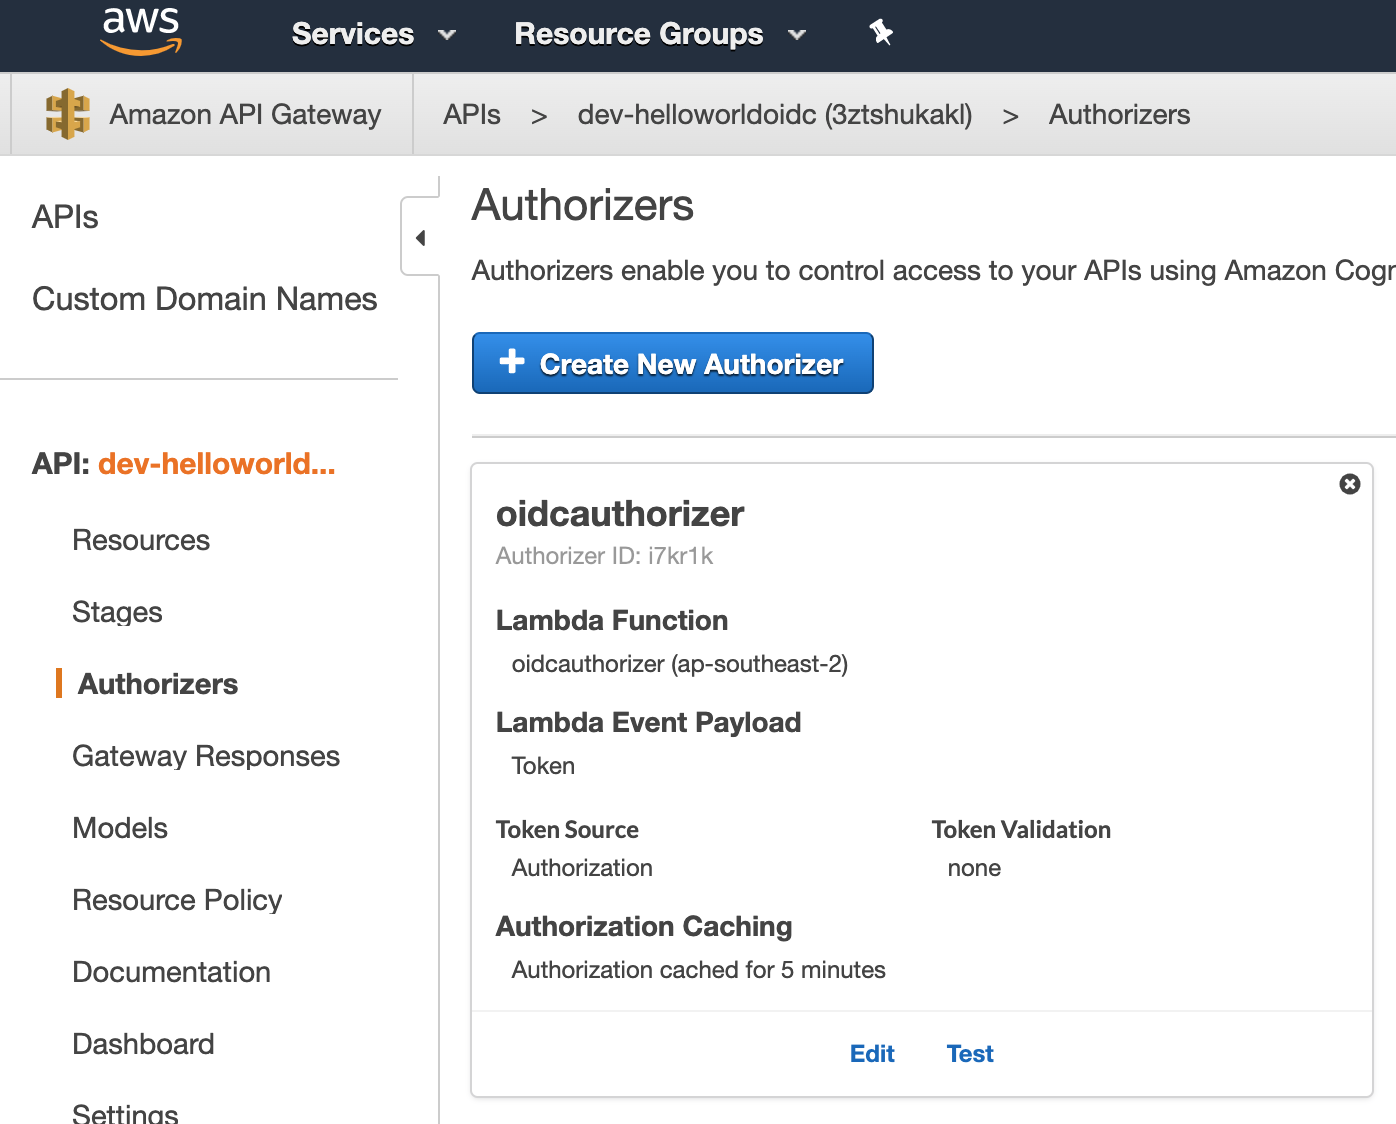 aws Services Resource Groups
Amazon API Gateway APIs > dev-helloworldoidc (3ztshukakl) > Authorizers
APIs
Custom Domain Names
API: dev-helloworld...
Resources
Stages
Authorizers
Gateway Responses
Models
Resource Policy
Documentation
Dashboard
Settings
Authorizers
Authorizers enable you to control access to your APIs using Amazon Cogn
Create New Authorizer
oidcauthorizer
Authorizer ID: i7kr1k
Lambda Function
oidcauthorizer (ap-southeast-2)
Lambda Event Payload
Token
Token Source Token Validation
Authorization none
Authorization Caching
Authorization cached for 5 minutes
Edit Test